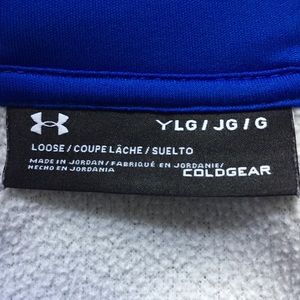 YLG / JG / G
LOOSE / COUPE LÂCHE / SUELTO
MADE IN JORDAN / FABRIQUÉ EN JORDANIE /
HECHO EN JORDANIA
COLDGEAR